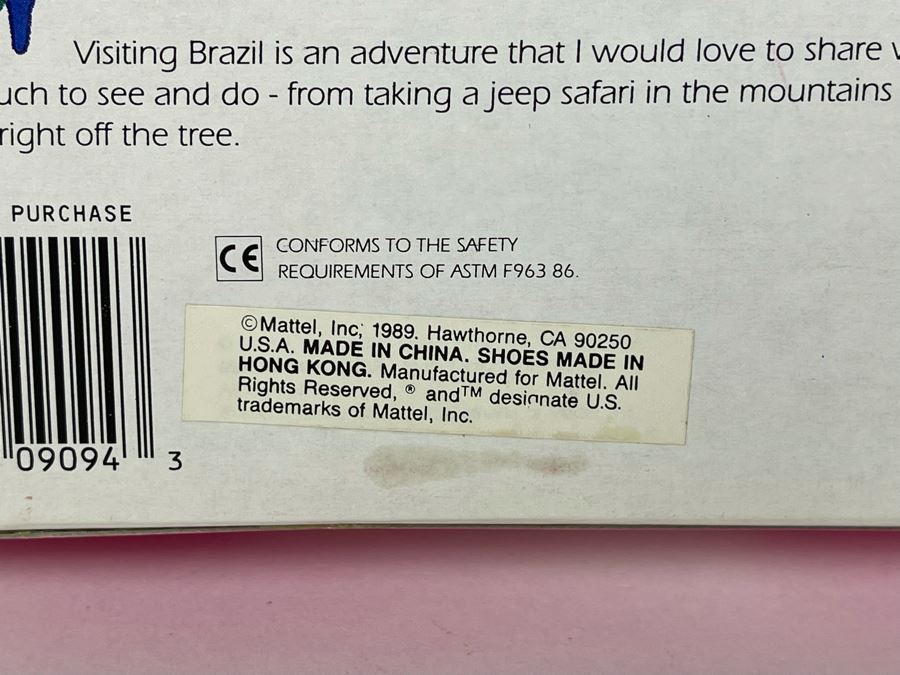 Visiting Brazil is an adventure that I would love to share
uch to see and do - from taking a jeep safari in the mountains
right off the tree.
PURCHASE
CE CONFORMS TO THE SAFETY
REQUIREMENTS OF ASTM F963 86.
©Mattel, Inc; 1989. Hawthorne, CA 90250
U.S.A. MADE IN CHINA. SHOES MADE IN
HONG KONG. Manufactured for Mattel. All
Rights Reserved, ® and™ designate U.S.
trademarks of Mattel, Inc.
09094 3